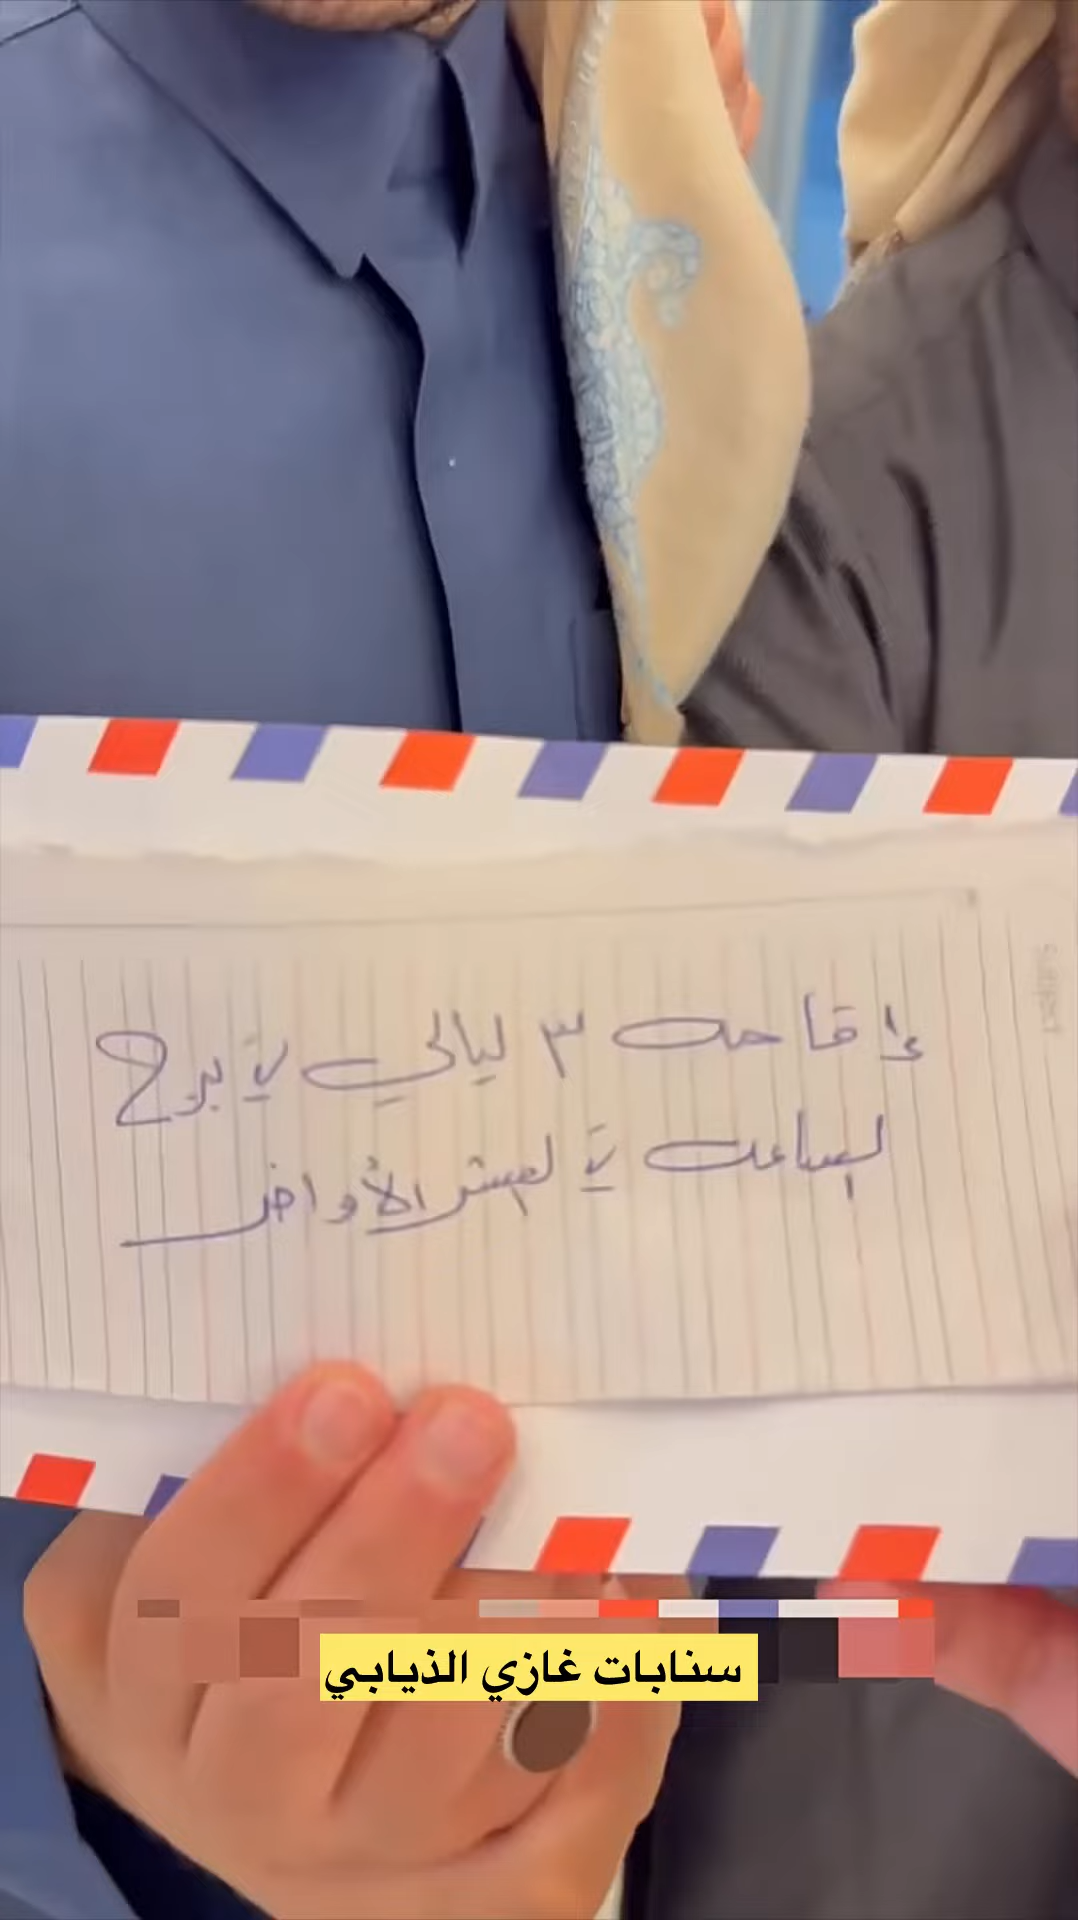 إقامة ٣ ليالي في برج
الساعة في العشر الأواخر
سنابات غازي الذيابي